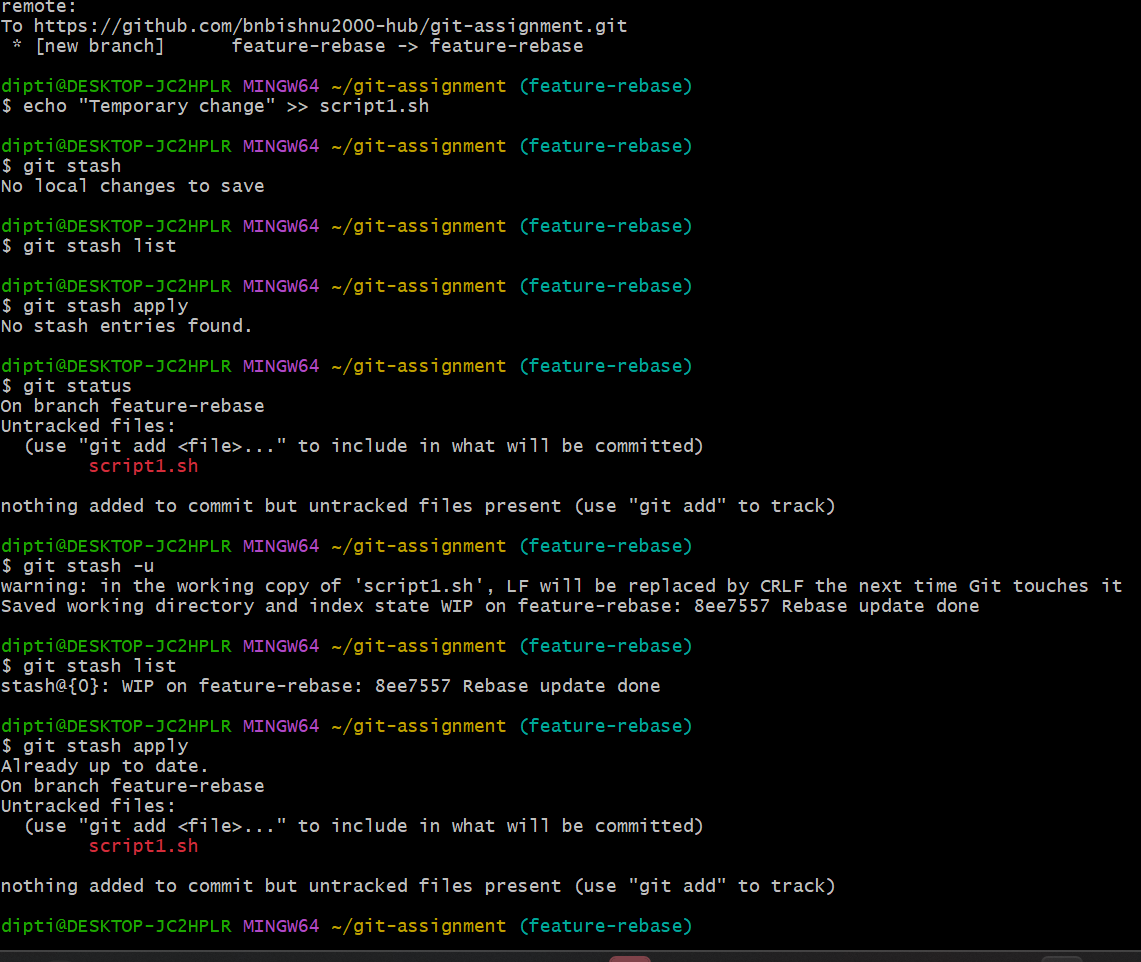 remote:
To https://github.com/bnbishnu2000-hub/git-assignment.git
 * [new branch]      feature-rebase -> feature-rebase
dipti@DESKTOP-JC2HPLR MINGW64 ~/git-assignment (feature-rebase)
$ echo "Temporary change" >> script1.sh
dipti@DESKTOP-JC2HPLR MINGW64 ~/git-assignment (feature-rebase)
$ git stash
No local changes to save
dipti@DESKTOP-JC2HPLR MINGW64 ~/git-assignment (feature-rebase)
$ git stash list
dipti@DESKTOP-JC2HPLR MINGW64 ~/git-assignment (feature-rebase)
$ git stash apply
No stash entries found.
dipti@DESKTOP-JC2HPLR MINGW64 ~/git-assignment (feature-rebase)
$ git status
On branch feature-rebase
Untracked files:
  (use "git add <file>..." to include in what will be committed)
        script1.sh
nothing added to commit but untracked files present (use "git add" to track)
dipti@DESKTOP-JC2HPLR MINGW64 ~/git-assignment (feature-rebase)
$ git stash -u
warning: in the working copy of 'script1.sh', LF will be replaced by CRLF the next time Git touches it
Saved working directory and index state WIP on feature-rebase: 8ee7557 Rebase update done
dipti@DESKTOP-JC2HPLR MINGW64 ~/git-assignment (feature-rebase)
$ git stash list
stash@{0}: WIP on feature-rebase: 8ee7557 Rebase update done
dipti@DESKTOP-JC2HPLR MINGW64 ~/git-assignment (feature-rebase)
$ git stash apply
Already up to date.
On branch feature-rebase
Untracked files:
  (use "git add <file>..." to include in what will be committed)
        script1.sh
nothing added to commit but untracked files present (use "git add" to track)
dipti@DESKTOP-JC2HPLR MINGW64 ~/git-assignment (feature-rebase)